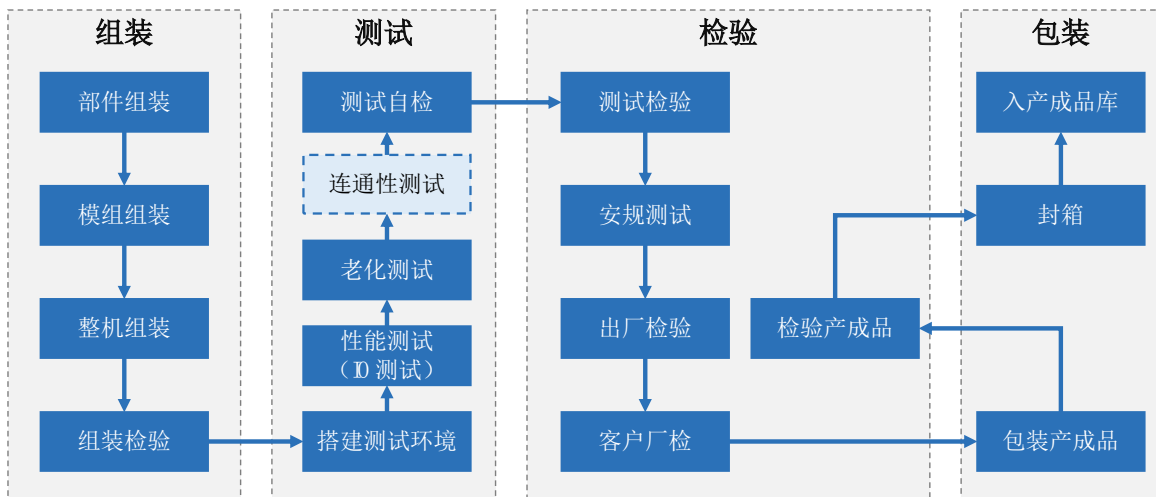 组装
部件组装
模组组装
整机组装
组装检验
测试
测试自检
连通性测试
老化测试
性能测试
（IO 测试）
搭建测试环境
检验
测试检验
安规测试
出厂检验
客户厂检
检验产成品
包装
入产成品库
封箱
包装产成品